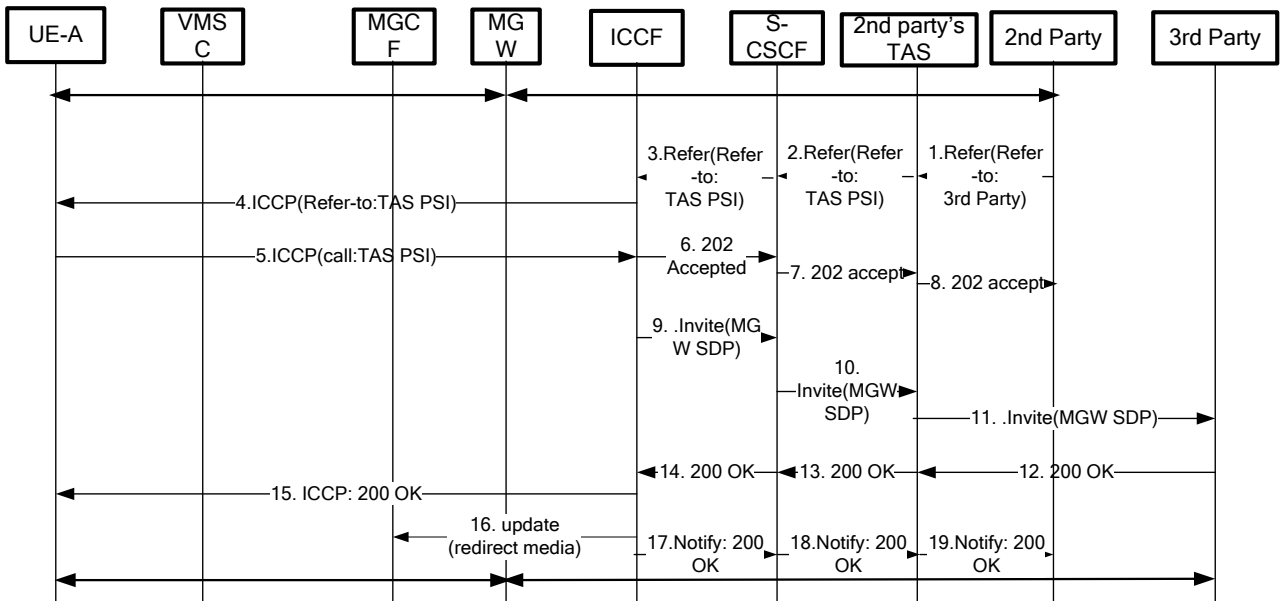 UE-A
VMS
C
MGC
F
MG
W
ICCF
S-
CSCF
2nd party's
TAS
2nd Party
3rd Party
3.Refer(Refer
-to:
TAS PSI)
2.Refer(Refer
-to:
TAS PSI)
1.Refer(Refer
-to:
3rd Party)
4.ICCP(Refer-to:TAS PSI)
5.ICCP(call:TAS PSI)
6. 202
Accepted
7. 202 accept
8. 202 accept
9. .Invite(MG
W SDP)
10.
Invite(MGW
SDP)
11. .Invite(MGW SDP)
14. 200 OK
13. 200 OK
12. 200 OK
15. ICCP: 200 OK
16. update
(redirect media)
17.Notify: 200
OK
18.Notify: 200
OK
19.Notify: 200
OK